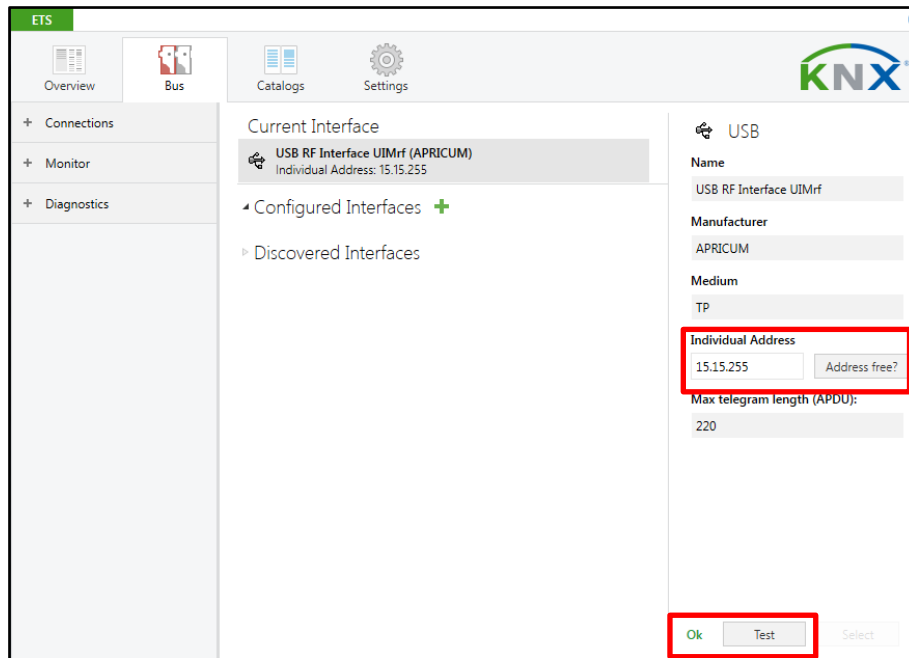 ETS
Overview
Bus
Catalogs
Settings
KNX
+ Connections
+ Monitor
+ Diagnostics
Current Interface
USB RF Interface UIMrf (APRICUM)
Individual Address: 15.15.255
Configured Interfaces +
Discovered Interfaces
USB
Name
USB RF Interface UIMrf
Manufacturer
APRICUM
Medium
TP
Individual Address
15.15.255 Address free?
Max telegram length (APDU):
220
Ok Test Select